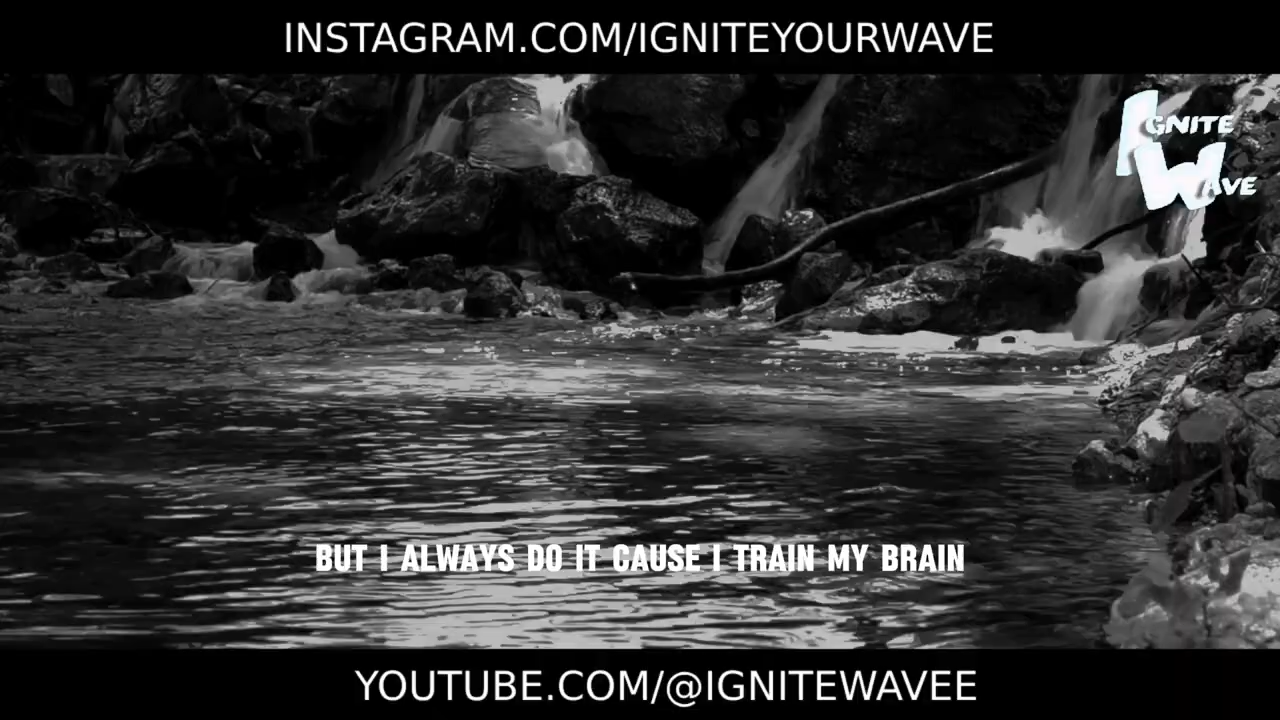 INSTAGRAM.COM/IGNITEYOURWAVE
IGNITE
WAVE
BUT I ALWAYS DO IT CAUSE I TRAIN MY BRAIN
YOUTUBE.COM/@IGNITEWAVEE